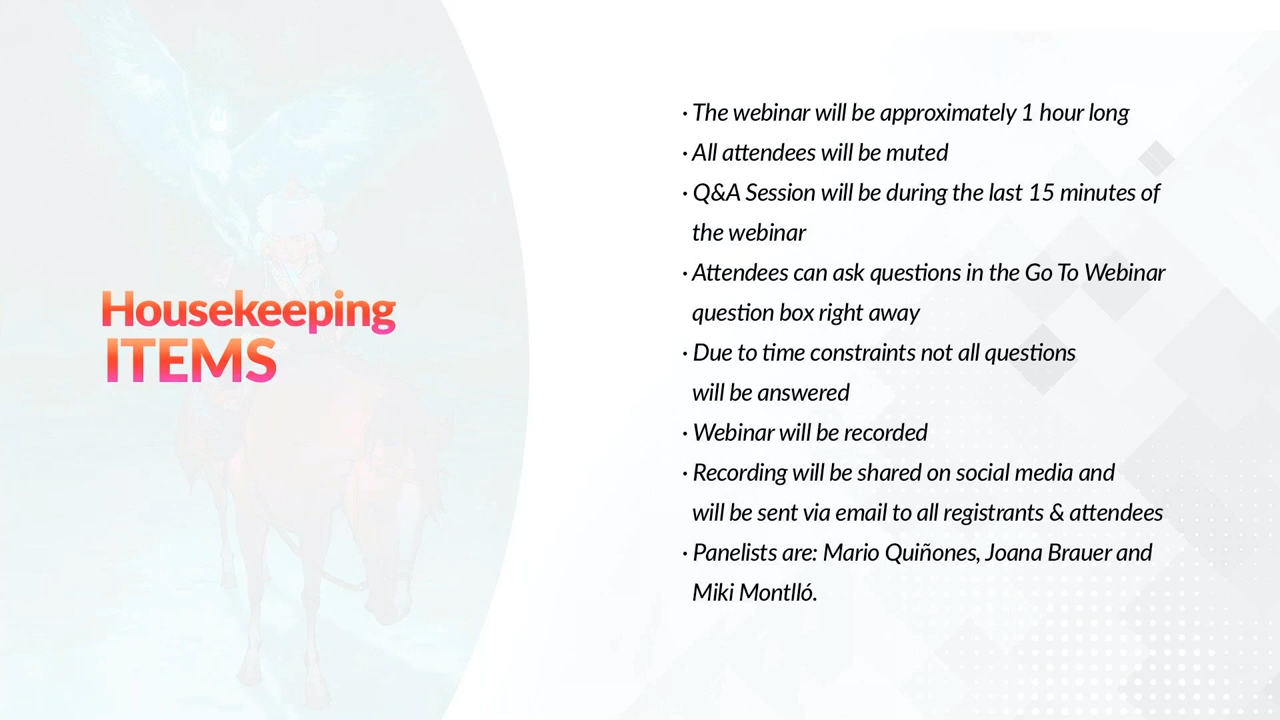 Housekeeping
ITEMS
· The webinar will be approximately 1 hour long
· All attendees will be muted
· Q&A Session will be during the last 15 minutes of
the webinar
· Attendees can ask questions in the Go To Webinar
question box right away
· Due to time constraints not all questions
will be answered
· Webinar will be recorded
· Recording will be shared on social media and
will be sent via email to all registrants & attendees
· Panelists are: Mario Quiñones, Joana Brauer and
Miki Montlló.